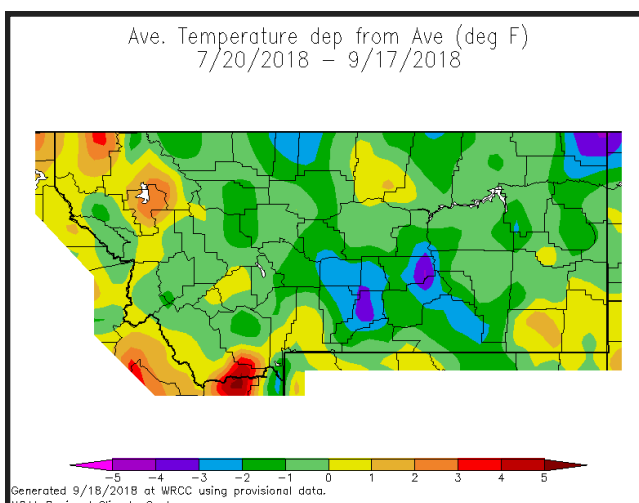 Ave. Temperature dep from Ave (deg F)
7/20/2018 – 9/17/2018
-5 -4 -3 -2 -1 0 1 2 3 4 5
Generated 9/18/2018 at WRCC using provisional data.